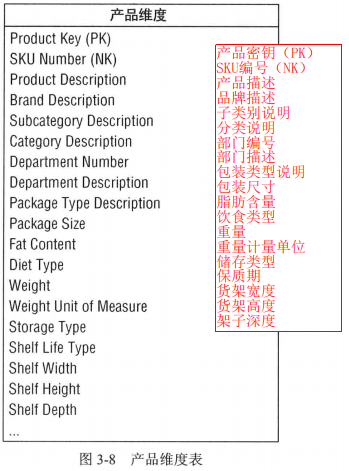 产品维度
Product Key (PK)
SKU Number (NK)
Product Description
Brand Description
Subcategory Description
Category Description
Department Number
Department Description
Package Type Description
Package Size
Fat Content
Diet Type
Weight
Weight Unit of Measure
Storage Type
Shelf Life Type
Shelf Width
Shelf Height
Shelf Depth
...
产品密钥（PK）
SKU编号（NK）
产品描述
品牌描述
子类别说明
分类说明
部门编号
部门描述
包装类型说明
包装尺寸
脂肪含量
饮食类型
重量
重量计量单位
储存类型
保质期
货架宽度
货架高度
架子深度
图 3-8 产品维度表